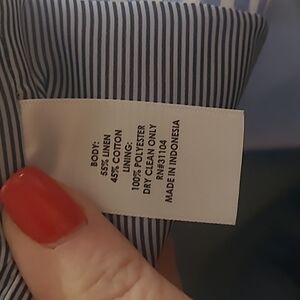 BODY:
55% LINEN
45% COTTON
LINING:
100% POLYESTER
DRY CLEAN ONLY
RN#31104
MADE IN INDONESIA